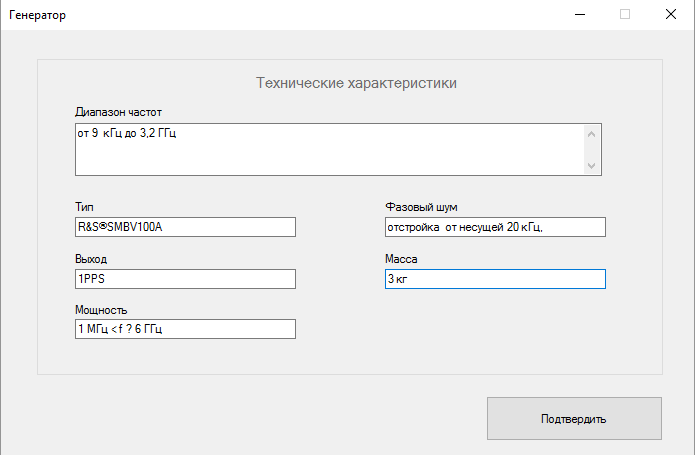 Генератор
Технические характеристики
Диапазон частот
от 9 кГц до 3,2 ГГц
Тип
R&S®SMBV100A
Фазовый шум
отстройка от несущей 20 кГц,
Выход
1PPS
Масса
3 кг
Мощность
1 МГц < f ? 6 ГГц
Подтвердить